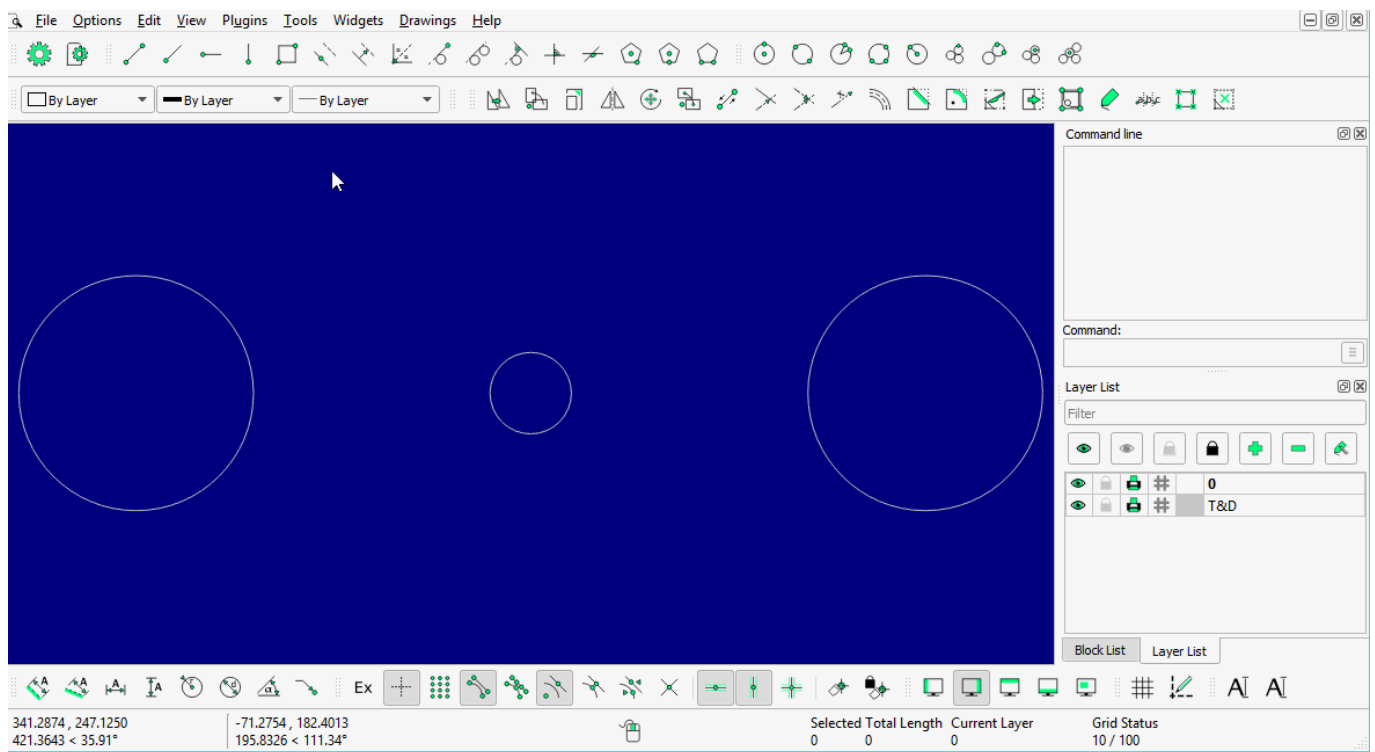 File Options Edit View Plugins Tools Widgets Drawings Help
By Layer By Layer By Layer
Command line
Command:
Layer List
Filter
0
T&D
Block List Layer List
Ex
341.2874 , 247.1250 -71.2754 , 182.4013 Selected Total Length Current Layer Grid Status
421.3643 < 35.91° 195.8326 < 111.34° 0 0 0 10 / 100